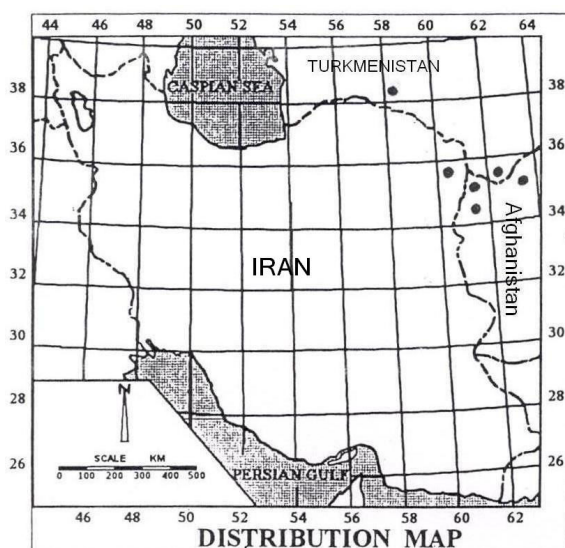 44 46 48 50 52 54 56 58 60 62 64
TURKMENISTAN
CASPIAN SEA
38 38
36 36
34 34
Afghanistan
IRAN
32 32
30 30
28 28
N
26 26
SCALE KM
0 100 200 300 400 500
PERSIAN GULF
46 48 50 52 54 56 58 60 62
DISTRIBUTION MAP